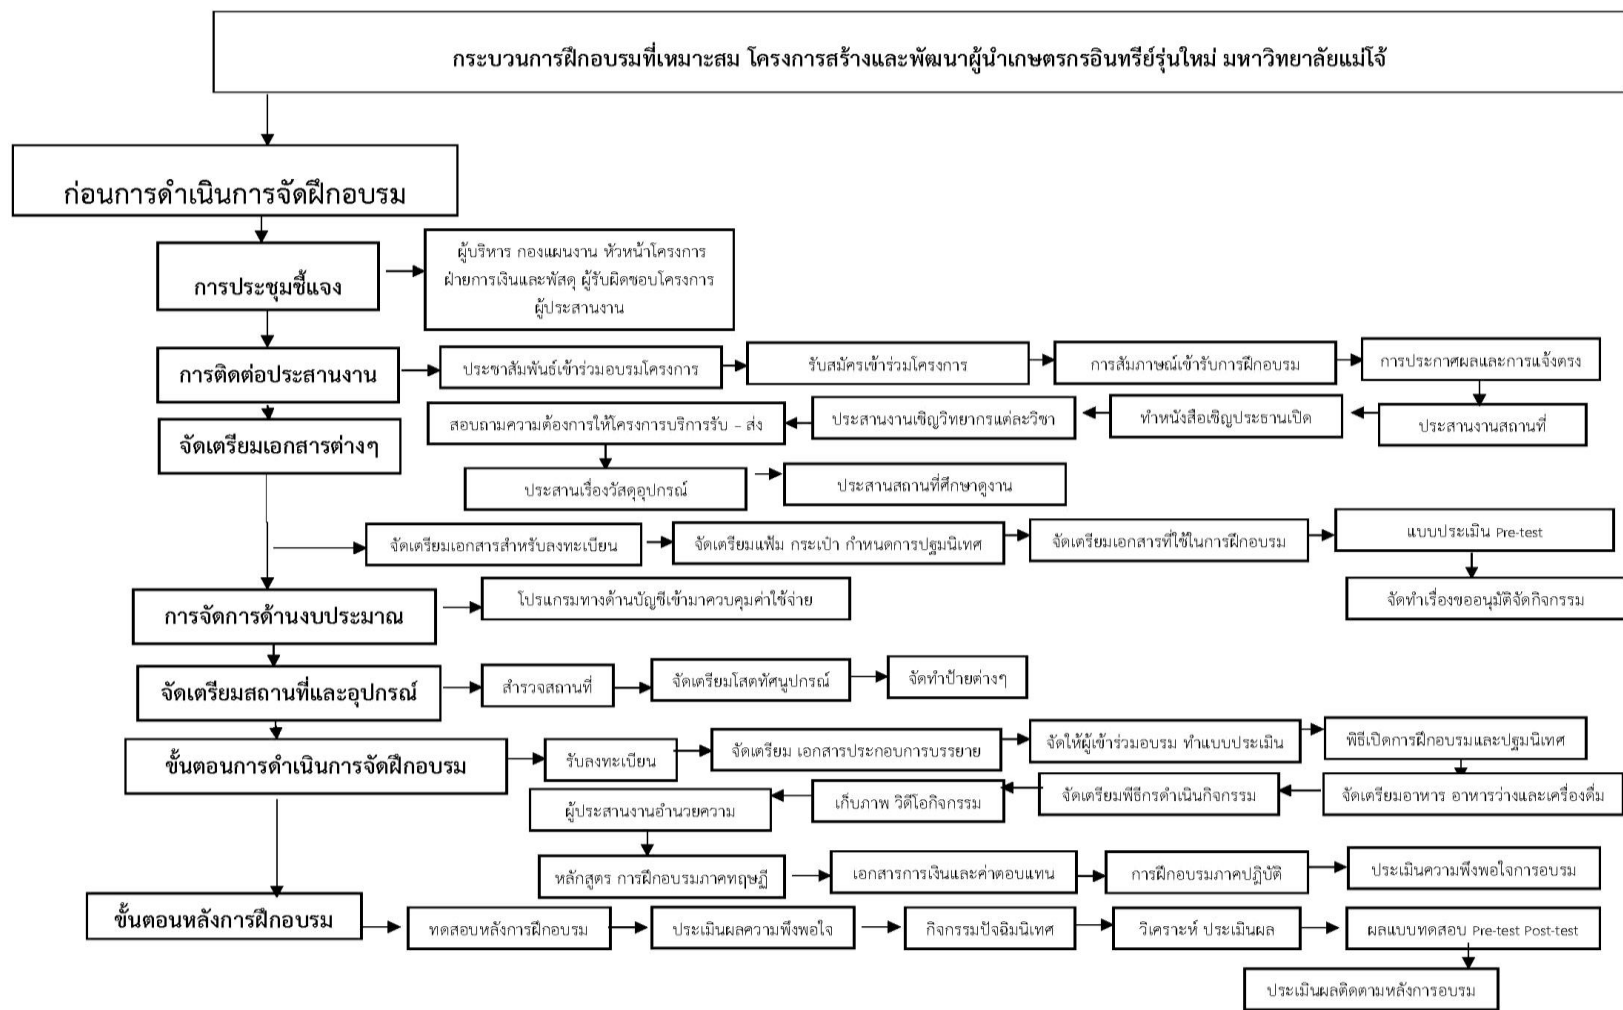 กระบวนการฝึกอบรมที่เหมาะสม โครงการสร้างและพัฒนาผู้นำเกษตรกรอินทรีย์รุ่นใหม่ มหาวิทยาลัยแม่โจ้
ก่อนการดำเนินการจัดฝึกอบรม
การประชุมชี้แจง
ผู้บริหาร กองแผนงาน หัวหน้าโครงการ
ฝ่ายการเงินและพัสดุ ผู้รับผิดชอบโครงการ
ผู้ประสานงาน
การติดต่อประสานงาน
ประชาสัมพันธ์เข้าร่วมอบรมโครงการ
รับสมัครเข้าร่วมโครงการ
การสัมภาษณ์เข้ารับการฝึกอบรม
การประกาศผลและการแจ้งตรง
ประสานงานสถานที่
ทำหนังสือเชิญประธานเปิด
ประสานงานเชิญวิทยากรแต่ละวิชา
สอบถามความต้องการให้โครงการบริการรับ – ส่ง
ประสานเรื่องวัสดุอุปกรณ์
ประสานสถานที่ศึกษาดูงาน
จัดเตรียมเอกสารต่างๆ
จัดเตรียมเอกสารสำหรับลงทะเบียน
จัดเตรียมแฟ้ม กระเป๋า กำหนดการปฐมนิเทศ
จัดเตรียมเอกสารที่ใช้ในการฝึกอบรม
แบบประเมิน Pre-test
จัดทำเรื่องขออนุมัติจัดกิจกรรม
การจัดการด้านงบประมาณ
โปรแกรมทางด้านบัญชีเข้ามาควบคุมค่าใช้จ่าย
จัดเตรียมสถานที่และอุปกรณ์
สำรวจสถานที่
จัดเตรียมโสตทัศนูปกรณ์
จัดทำป้ายต่างๆ
ขั้นตอนการดำเนินการจัดฝึกอบรม
รับลงทะเบียน
จัดเตรียม เอกสารประกอบการบรรยาย
จัดให้ผู้เข้าร่วมอบรม ทำแบบประเมิน
พิธีเปิดการฝึกอบรมและปฐมนิเทศ
จัดเตรียมอาหาร อาหารว่างและเครื่องดื่ม
จัดเตรียมพิธีกรดำเนินกิจกรรม
เก็บภาพ วิดีโอกิจกรรม
ผู้ประสานงานอำนวยความ
หลักสูตร การฝึกอบรมภาคทฤษฎี
เอกสารการเงินและค่าตอบแทน
การฝึกอบรมภาคปฏิบัติ
ประเมินความพึงพอใจการอบรม
ขั้นตอนหลังการฝึกอบรม
ทดสอบหลังการฝึกอบรม
ประเมินผลความพึงพอใจ
กิจกรรมปัจฉิมนิเทศ
วิเคราะห์ ประเมินผล
ผลแบบทดสอบ Pre-test Post-test
ประเมินผลติดตามหลังการอบรม